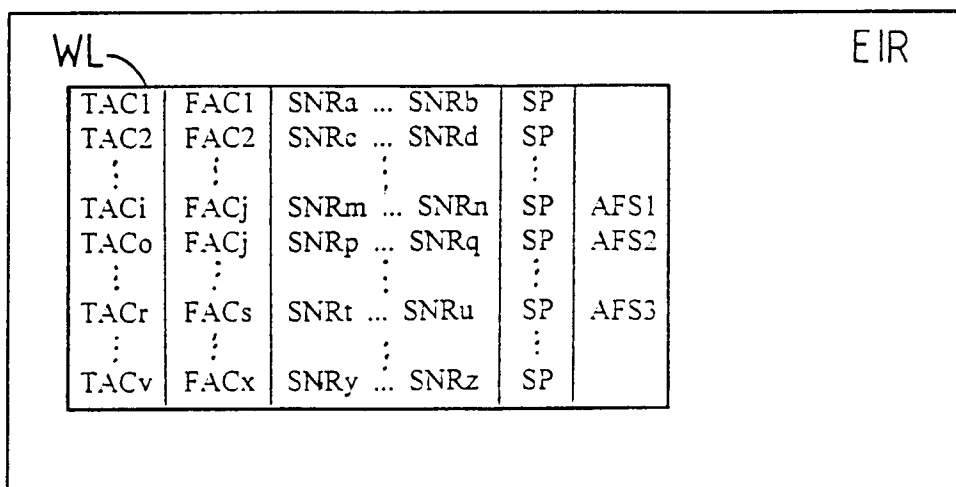 WL EIR
TAC1 FAC1 SNRa ... SNRb SP
TAC2 FAC2 SNRc ... SNRd SP
TACi FACj SNRm ... SNRn SP AFS1
TACo FACj SNRp ... SNRq SP AFS2
TACr FACs SNRt ... SNRu SP AFS3
TACv FACx SNRy ... SNRz SP